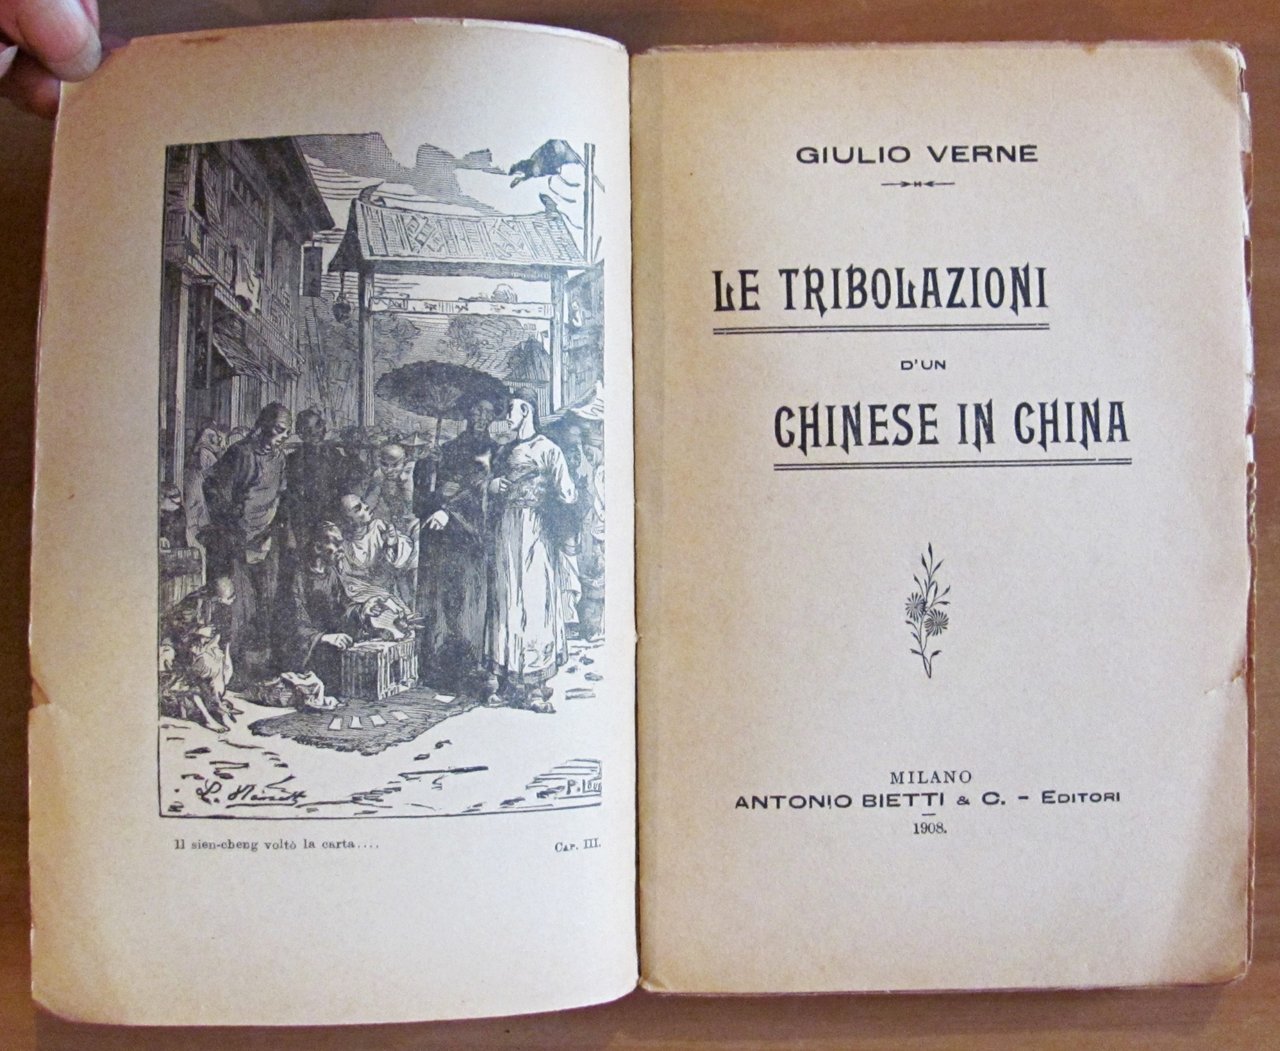 Il sien-cheng voltò la carta....
CAP. III.
GIULIO VERNE
LE TRIBOLAZIONI
D'UN
CHINESE IN CHINA
MILANO
ANTONIO BIETTI & C. - EDITORI
1908.